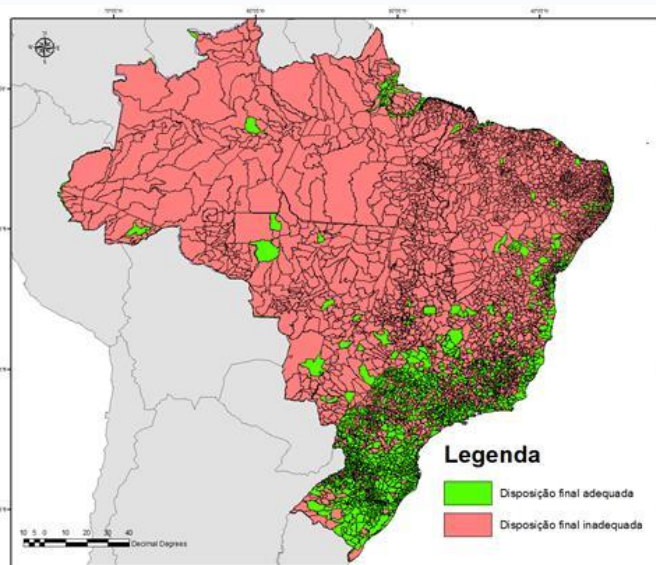 Legenda
Disposição final adequada
Disposição final inadequada
10 5 0 10 20 30 40
Decimal Degrees